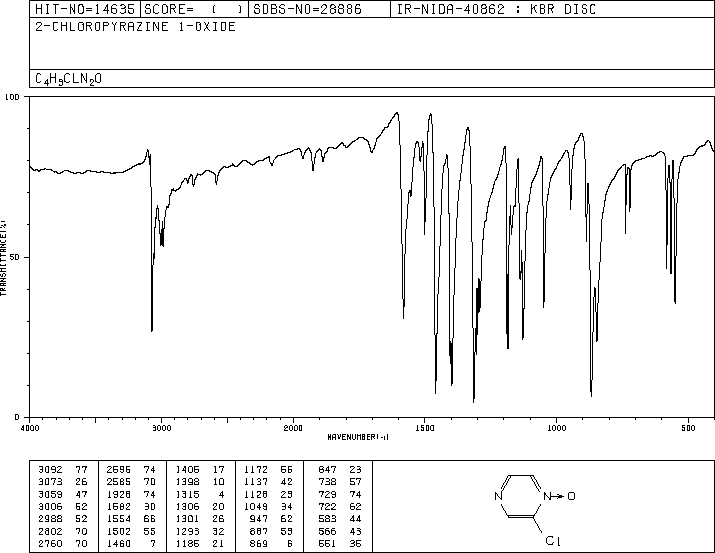 HIT-NO=14635 SCORE= ( ) SDBS-NO=28886 IR-NIDA-40862 : KBR DISC
2-CHLOROPYRAZINE 1-OXIDE
C4H3CLN2O
100
50
0
TRANSMITTANCE(%)
4000 3000 2000 1500 1000 500
WAVENUMBER(-1)
3092 77 2696 74 1406 17 1172 56 847 23
3073 26 2585 70 1398 10 1137 42 738 57
3059 47 1928 74 1315 4 1128 23 729 74
3006 52 1582 30 1306 20 1049 34 722 62
2988 52 1554 66 1301 26 947 62 583 44
2802 70 1502 55 1293 32 887 53 566 43
2760 70 1460 7 1186 21 869 6 551 35
N N O
Cl